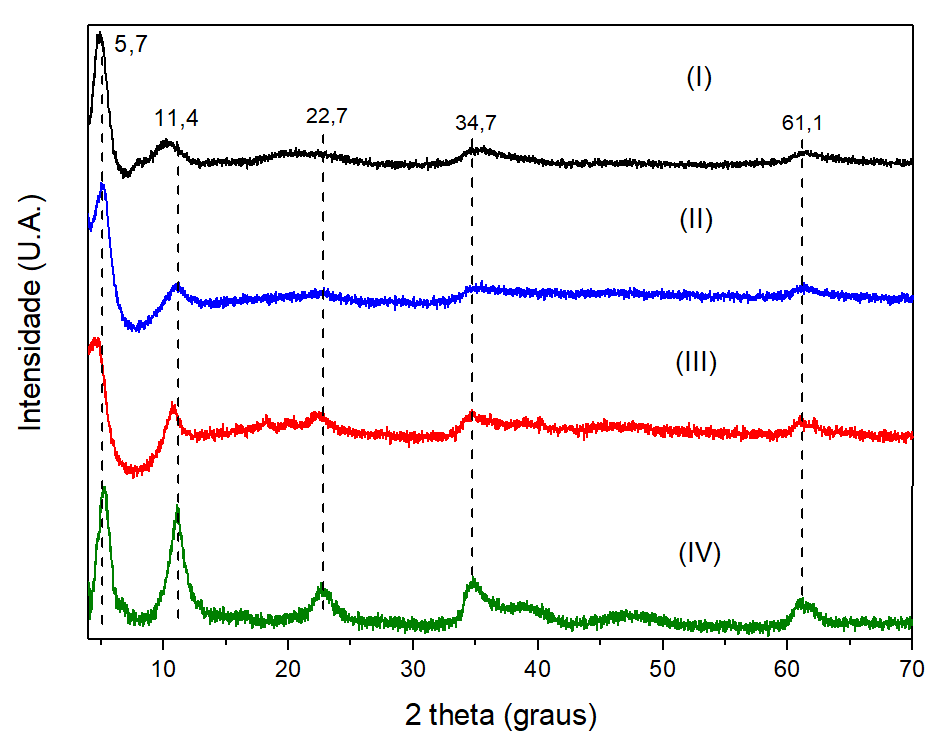 5,7
(I)
11,4
22,7
34,7
61,1
(II)
(III)
(IV)
Intensidade (U.A.)
10
20
30
40
50
60
70
2 theta (graus)